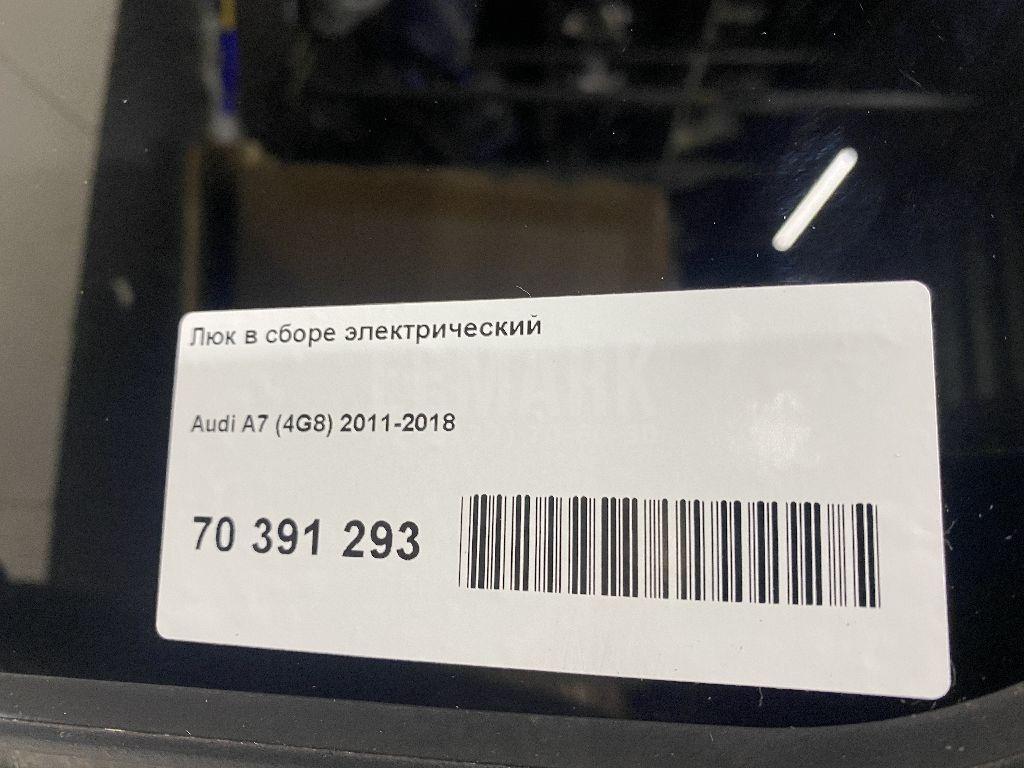 Люк в сборе электрический
Audi A7 (4G8) 2011-2018
70 391 293